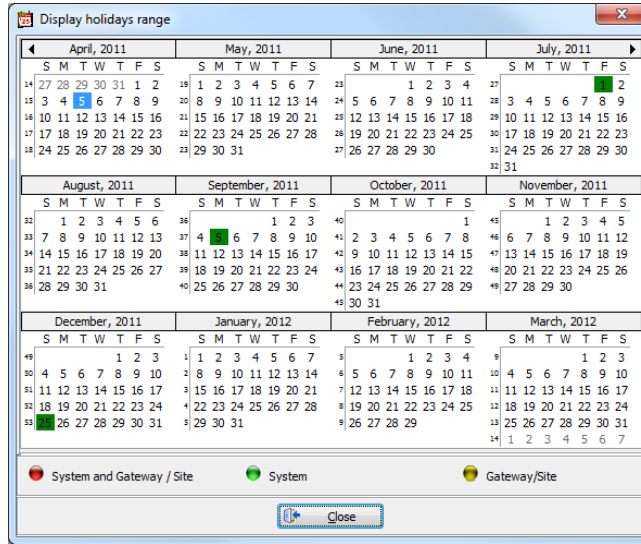 Display holidays range
April, 2011 May, 2011 June, 2011 July, 2011
S M T W T F S S M T W T F S S M T W T F S S M T W T F S
14 27 28 29 30 31 1 2 19 1 2 3 4 5 6 7 23 1 2 3 4 27 1 2
15 3 4 5 6 7 8 9 20 8 9 10 11 12 13 14 24 5 6 7 8 9 10 11 28 3 4 5 6 7 8 9
16 10 11 12 13 14 15 16 21 15 16 17 18 19 20 21 25 12 13 14 15 16 17 18 29 10 11 12 13 14 15 16
17 17 18 19 20 21 22 23 22 22 23 24 25 26 27 28 26 19 20 21 22 23 24 25 30 17 18 19 20 21 22 23
18 24 25 26 27 28 29 30 23 29 30 31 27 26 27 28 29 30 31 24 25 26 27 28 29 30
32 31
August, 2011 September, 2011 October, 2011 November, 2011
S M T W T F S S M T W T F S S M T W T F S S M T W T F S
32 1 2 3 4 5 6 36 1 2 3 40 1 45 1 2 3 4 5
33 7 8 9 10 11 12 13 37 4 5 6 7 8 9 10 41 2 3 4 5 6 7 8 46 6 7 8 9 10 11 12
34 14 15 16 17 18 19 20 38 11 12 13 14 15 16 17 42 9 10 11 12 13 14 15 47 13 14 15 16 17 18 19
35 21 22 23 24 25 26 27 39 18 19 20 21 22 23 24 43 16 17 18 19 20 21 22 48 20 21 22 23 24 25 26
36 28 29 30 31 40 25 26 27 28 29 30 44 23 24 25 26 27 28 29 49 27 28 29 30
45 30 31
December, 2011 January, 2012 February, 2012 March, 2012
S M T W T F S S M T W T F S S M T W T F S S M T W T F S
49 1 2 3 1 1 2 3 4 5 6 7 5 1 2 3 4 9 1 2 3
50 4 5 6 7 8 9 10 2 8 9 10 11 12 13 14 6 5 6 7 8 9 10 11 10 4 5 6 7 8 9 10
51 11 12 13 14 15 16 17 3 15 16 17 18 19 20 21 7 12 13 14 15 16 17 18 11 11 12 13 14 15 16 17
52 18 19 20 21 22 23 24 4 22 23 24 25 26 27 28 8 19 20 21 22 23 24 25 12 18 19 20 21 22 23 24
53 25 26 27 28 29 30 31 5 29 30 31 9 26 27 28 29 13 25 26 27 28 29 30 31
14 1 2 3 4 5 6 7
System and Gateway / Site System Gateway/Site
Close